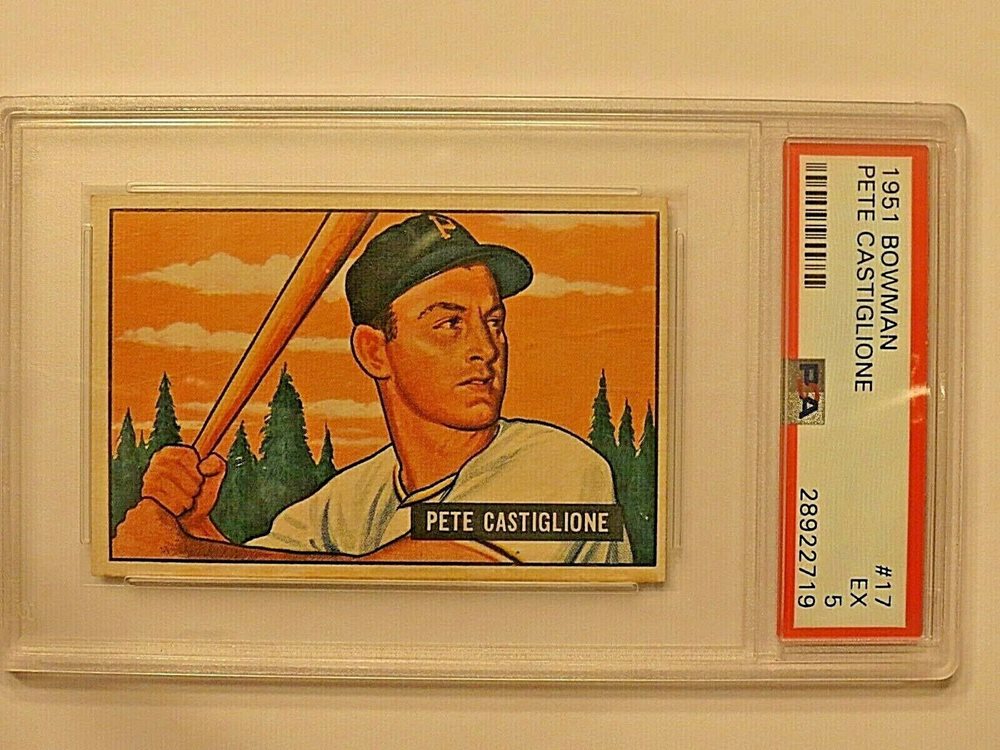 P
PETE CASTIGLIONE
1951 BOWMAN
PETE CASTIGLIONE
#17
EX
5
PSA
28922719